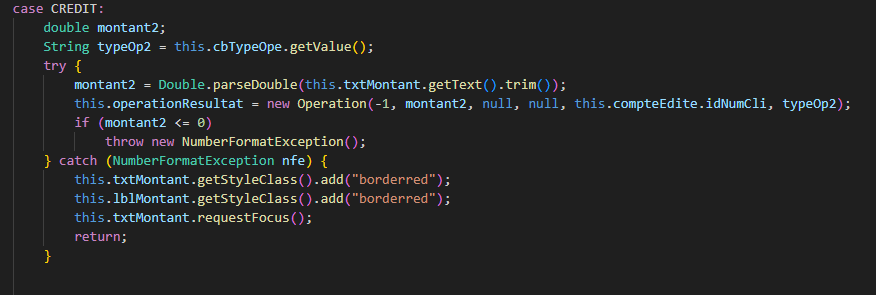 case CREDIT:
double montant2;
String typeOp2 = this.cbTypeOpe.getValue();
try {
montant2 = Double.parseDouble(this.txtMontant.getText().trim());
this.operationResultat = new Operation(-1, montant2, null, null, this.compteEdite.idNumCli, typeOp2);
if (montant2 <= 0)
throw new NumberFormatException();
} catch (NumberFormatException nfe) {
this.txtMontant.getStyleClass().add("borderred");
this.lblMontant.getStyleClass().add("borderred");
this.txtMontant.requestFocus();
return;
}